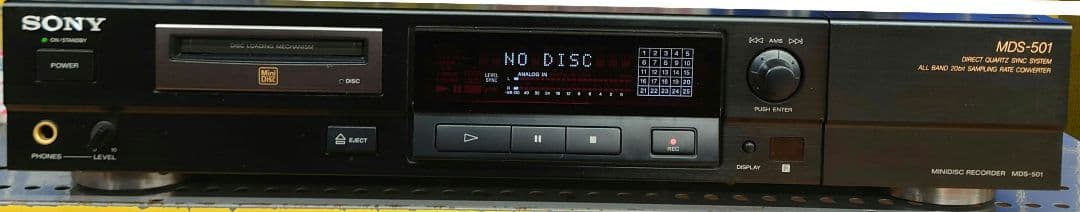 SONY
ON/STANDBY
POWER
DISC LOADING MECHANISM
Mini
DISC
DISC
0 10
PHONES LEVEL
EJECT
NO DISC
LEVEL
SYNC
ANALOG IN
L
R
1 2 3 4 5
6 7 8 9 10
11 12 13 14 15
16 17 18 19 20
21 22 23 24 25
REC
AMS
PUSH ENTER
DISPLAY
MDS-501
DIRECT QUARTZ SYNC SYSTEM
ALL BAND 20bit SAMPLING RATE CONVERTER
MINIDISC RECORDER MDS-501